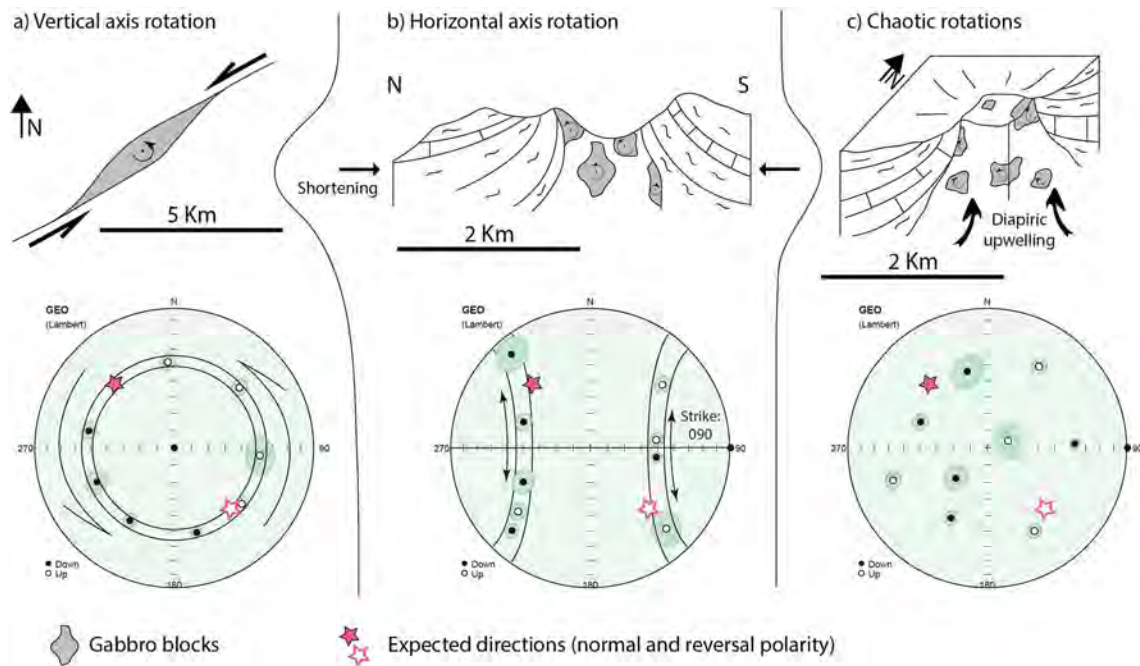 a) Vertical axis rotation
b) Horizontal axis rotation
c) Chaotic rotations
N
5 Km
N
S
Shortening
2 Km
N
Diapiric
upwelling
2 Km
GEO
(Lambert)
N
270
90
180
Down
Up
GEO
(Lambert)
N
270
90
180
Strike:
090
Down
Up
GEO
(Lambert)
N
270
90
180
Down
Up
Gabbro blocks
Expected directions (normal and reversal polarity)